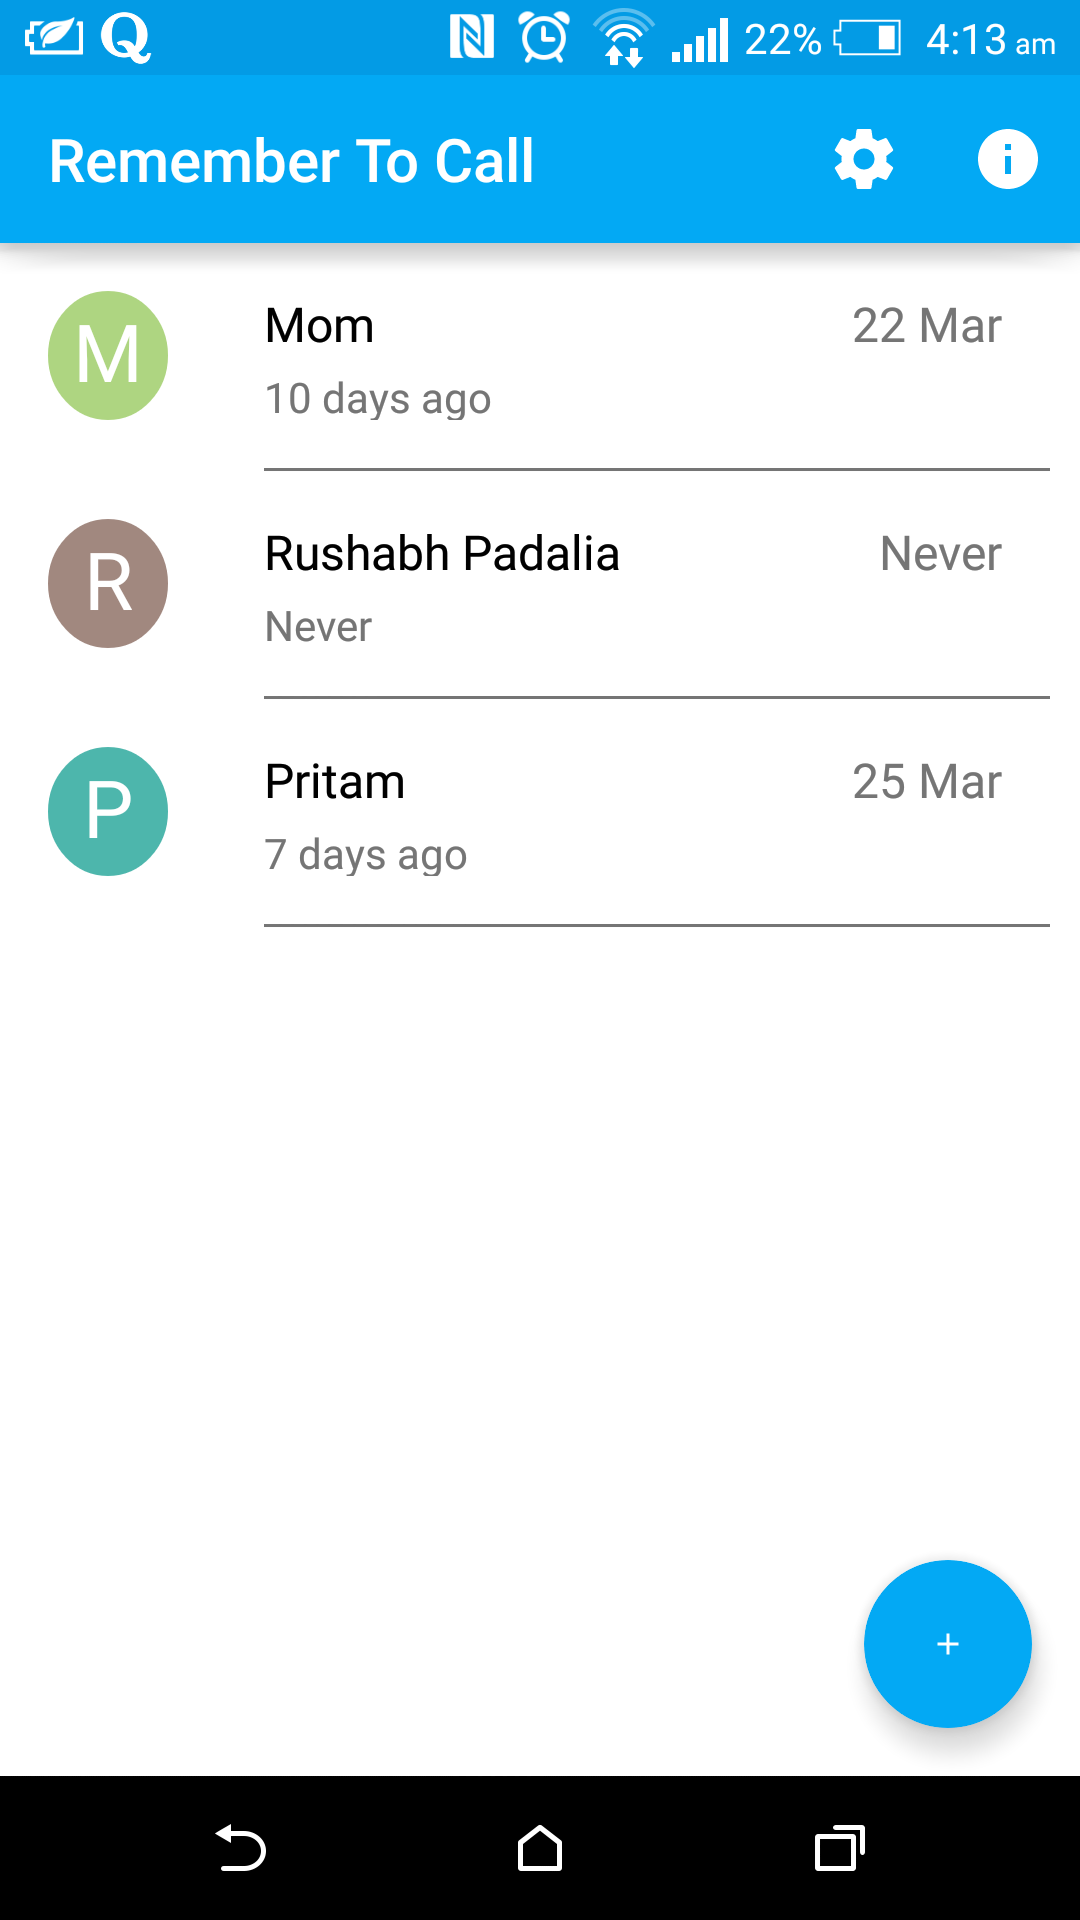 22% 4:13 am
Remember To Call
M Mom 22 Mar
10 days ago
R Rushabh Padalia Never
Never
P Pritam 25 Mar
7 days ago
+